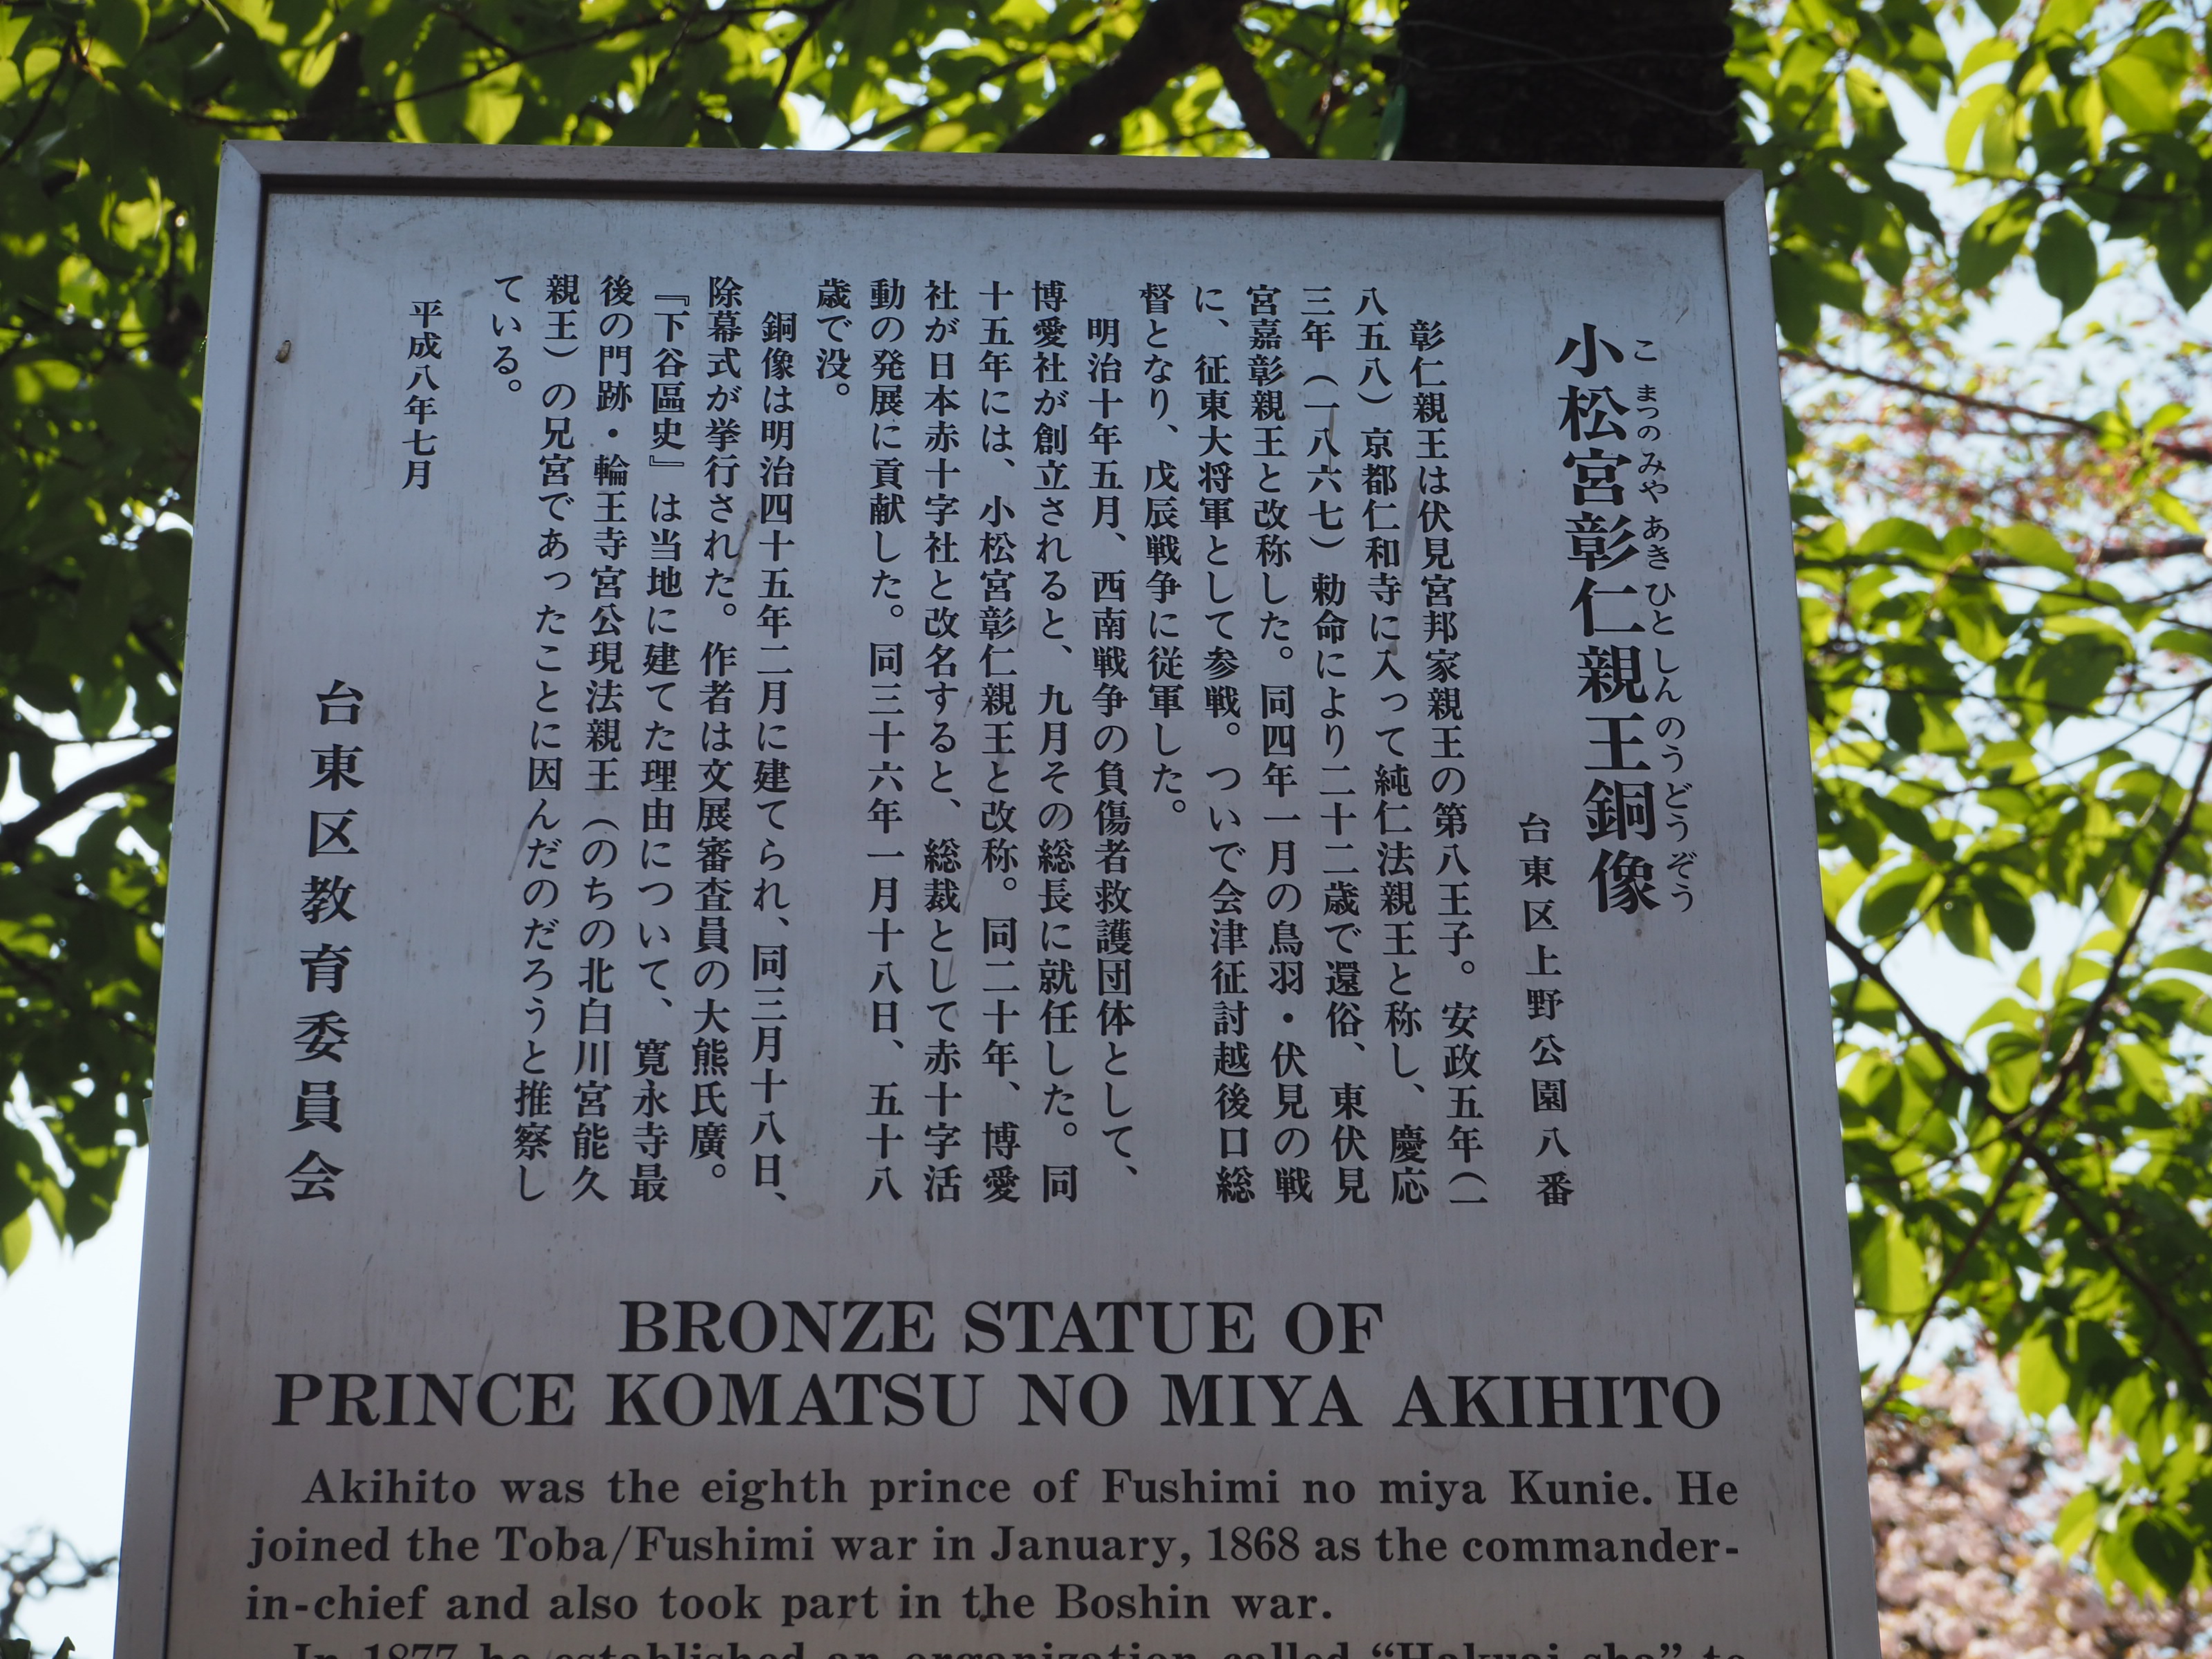 小松宮彰仁親王銅像
こまつのみやあきひとしんのうどうぞう
台東区上野公園八番
彰仁親王は伏見宮邦家親王の第八王子。安政五年(一
八五八)京都仁和寺に入って純仁法親王と称し、慶応
三年(一八六七)勅命により二十二歳で還俗、東伏見
宮嘉彰親王と改称した。同四年一月の鳥羽・伏見の戦
に、征東大将軍として参戦。ついで会津征討越後口総
督となり、戊辰戦争に従軍した。
明治十年五月、西南戦争の負傷者救護団体として、
博愛社が創立されると、九月その総長に就任した。同
十五年には、小松宮彰仁親王と改称。同二十年、博愛
社が日本赤十字社と改名すると、総裁として赤十字活
動の発展に貢献した。同三十六年一月十八日、五十八
歳で没。
銅像は明治四十五年二月に建てられ、同三月十八日、
除幕式が挙行された。作者は文展審査員の大熊氏廣。
『下谷區史』は当地に建てた理由について、寛永寺最
後の門跡・輪王寺宮公現法親王(のちの北白川宮能久
親王)の兄宮であったことに因んだのだろうと推察し
ている。
平成八年七月
台東区教育委員会
BRONZE STATUE OF
PRINCE KOMATSU NO MIYA AKIHITO
Akihito was the eighth prince of Fushimi no miya Kunie. He
joined the Toba/Fushimi war in January, 1868 as the commander-
in-chief and also took part in the Boshin war.
In 1877 he established an organization called “Hakuai-sha” to